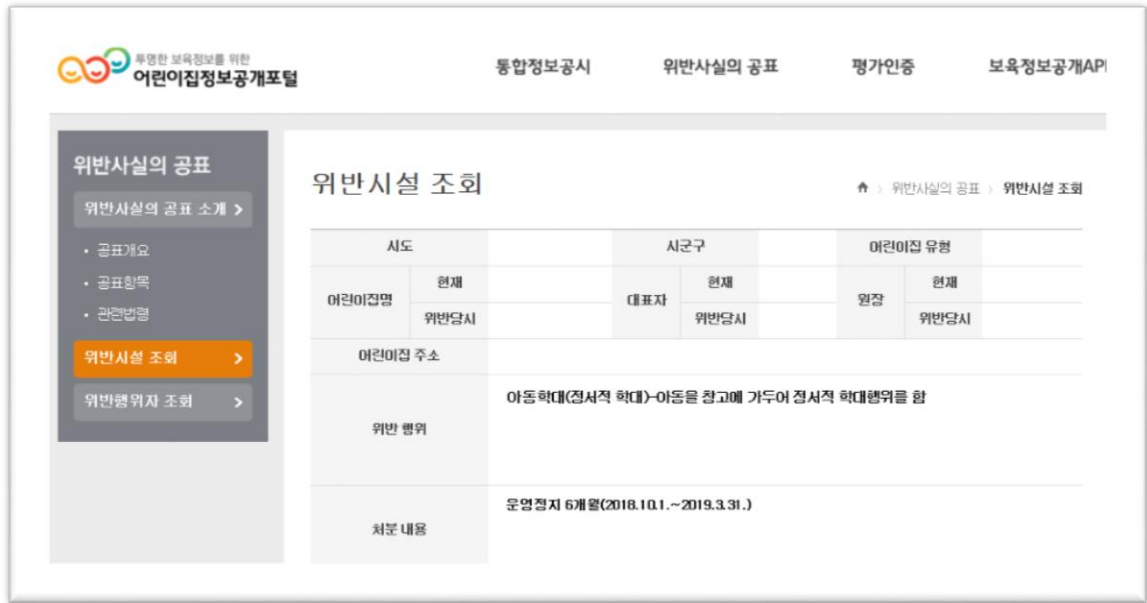 투명한 보육정보를 위한
어린이집정보공개포털
통합정보공시 위반사실의 공표 평가인증 보육정보공개API
위반사실의 공표
위반사실의 공표 소개 >
• 공표개요
• 공표항목
• 관련법령
위반시설 조회 >
위반행위자 조회 >
위반시설 조회
> 위반사실의 공표 > 위반시설 조회
시도 시군구 어린이집 유형
어린이집명 현재 대표자 현재 원장 현재
위반당시 위반당시 위반당시
어린이집 주소
위반 행위 아동학대(정서적 학대)-아동을 창고에 가두어 정서적 학대행위를 함
처분 내용 운영정지 6개월(2018.10.1.~2019.3.31.)